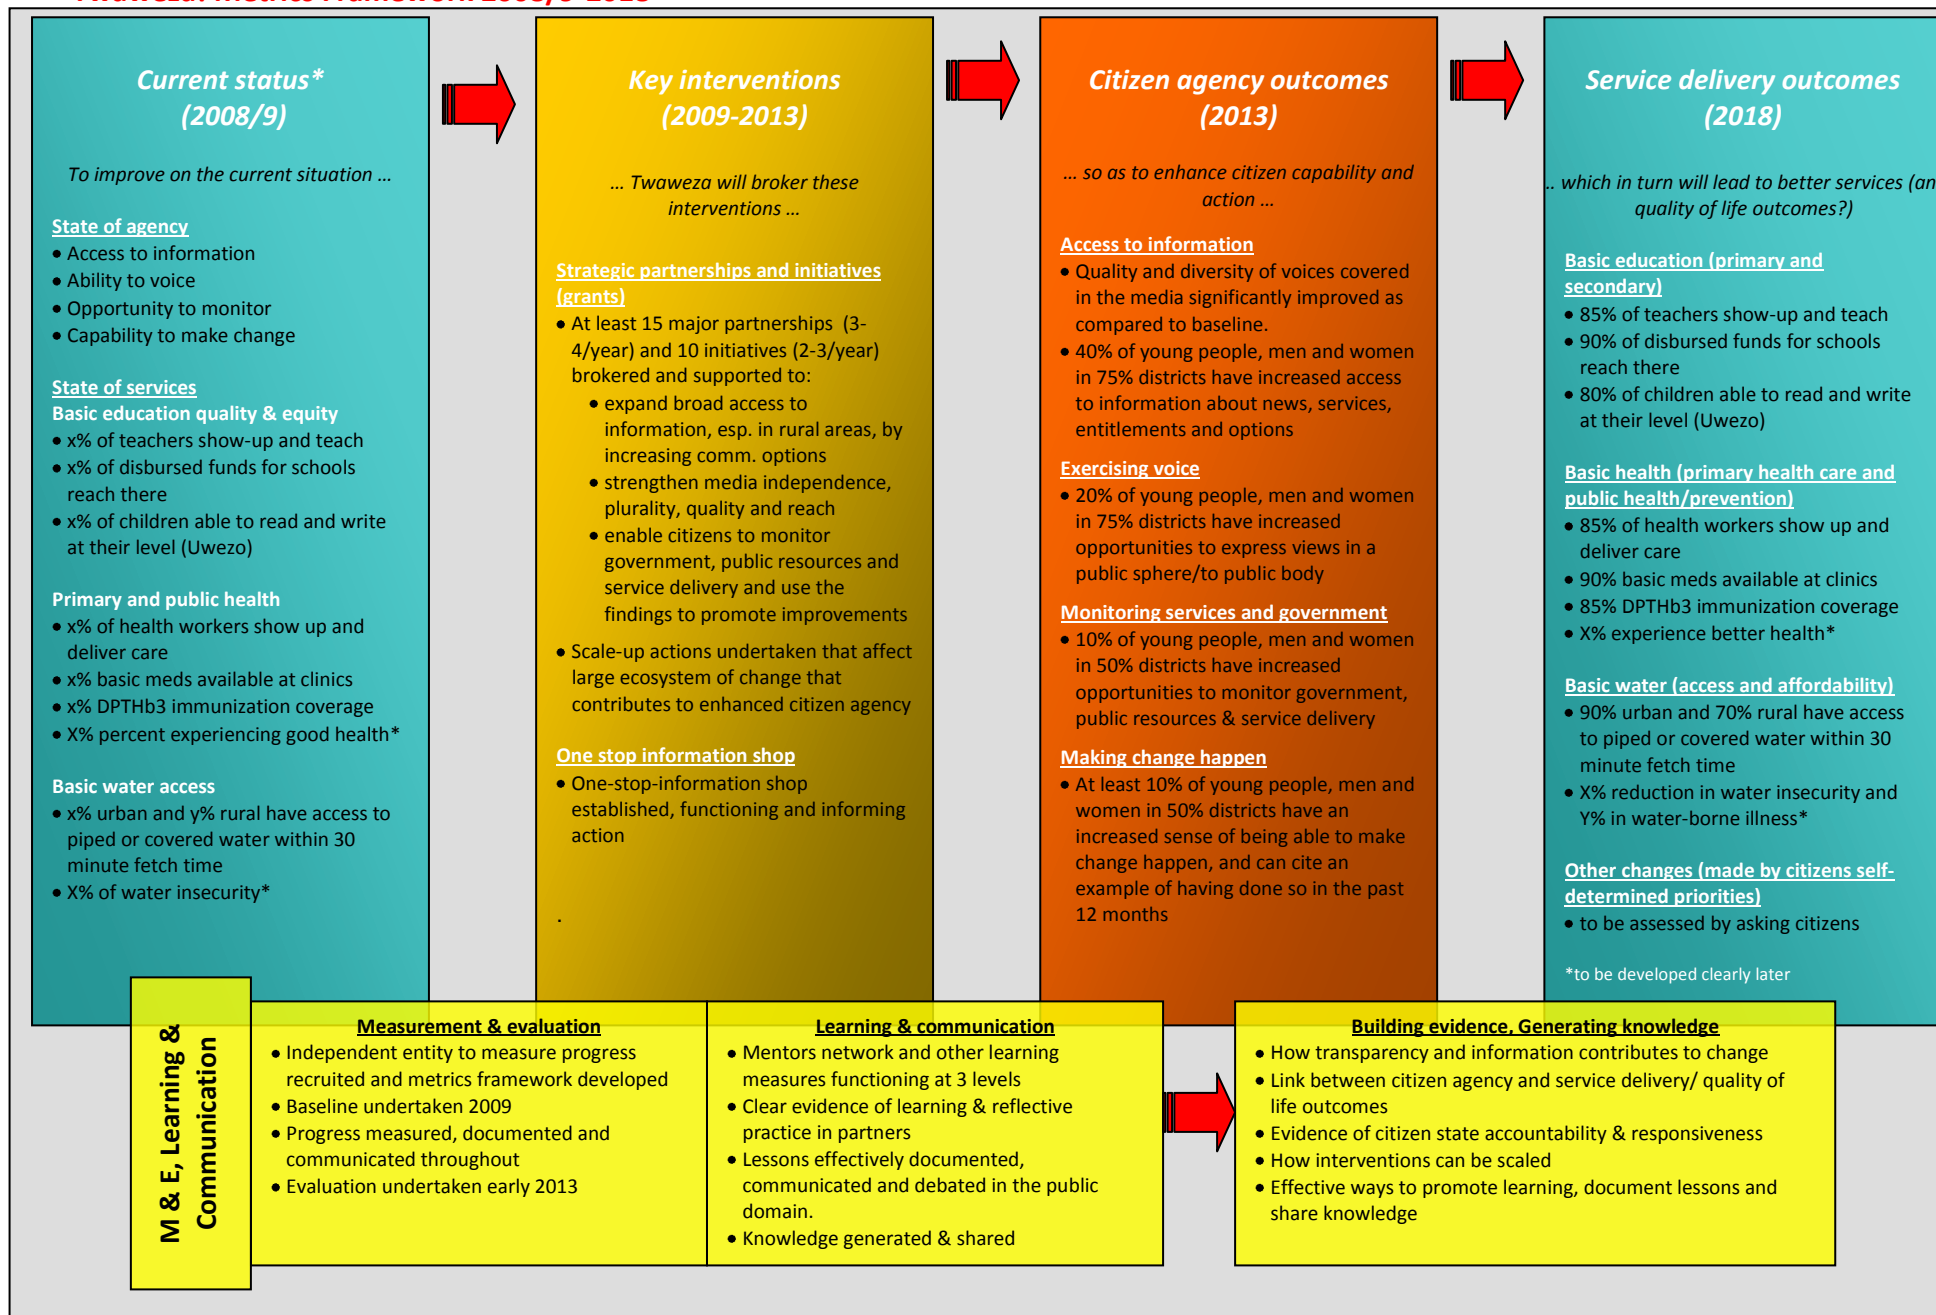 Current status*
(2008/9)
To improve on the current situation ...
State of agency
• Access to information
• Ability to voice
• Opportunity to monitor
• Capability to make change
State of services
Basic education quality & equity
• x% of teachers show-up and teach
• x% of disbursed funds for schools
reach there
• x% of children able to read and write
at their level (Uwezo)
Primary and public health
• x% of health workers show up and
deliver care
• x% basic meds available at clinics
• x% DPTHb3 immunization coverage
• X% percent experiencing good health*
Basic water access
• x% urban and y% rural have access to
piped or covered water within 30
minute fetch time
• X% of water insecurity*
Key interventions
(2009-2013)
... Twaweza will broker these
interventions ...
Strategic partnerships and initiatives
(grants)
• At least 15 major partnerships (3-
4/year) and 10 initiatives (2-3/year)
brokered and supported to:
• expand broad access to
information, esp. in rural areas, by
increasing comm. options
• strengthen media independence,
plurality, quality and reach
• enable citizens to monitor
government, public resources and
service delivery and use the
findings to promote improvements
• Scale-up actions undertaken that affect
large ecosystem of change that
contributes to enhanced citizen agency
One stop information shop
• One-stop-information shop
established, functioning and informing
action
.
Citizen agency outcomes
(2013)
... so as to enhance citizen capability and
action ...
Access to information
• Quality and diversity of voices covered
in the media significantly improved as
compared to baseline.
• 40% of young people, men and women
in 75% districts have increased access
to information about news, services,
entitlements and options
Exercising voice
• 20% of young people, men and women
in 75% districts have increased
opportunities to express views in a
public sphere/to public body
Monitoring services and government
• 10% of young people, men and women
in 50% districts have increased
opportunities to monitor government,
public resources & service delivery
Making change happen
• At least 10% of young people, men and
women in 50% districts have an
increased sense of being able to make
change happen, and can cite an
example of having done so in the past
12 months
Service delivery outcomes
(2018)
.. which in turn will lead to better services (an
quality of life outcomes?)
Basic education (primary and
secondary)
• 85% of teachers show-up and teach
• 90% of disbursed funds for schools
reach there
• 80% of children able to read and write
at their level (Uwezo)
Basic health (primary health care and
public health/prevention)
• 85% of health workers show up and
deliver care
• 90% basic meds available at clinics
• 85% DPTHb3 immunization coverage
• X% experience better health*
Basic water (access and affordability)
• 90% urban and 70% rural have access
to piped or covered water within 30
minute fetch time
• X% reduction in water insecurity and
Y% in water-borne illness*
Other changes (made by citizens self-
determined priorities)
• to be assessed by asking citizens
*to be developed clearly later
M & E, Learning &
Communication
Measurement & evaluation
• Independent entity to measure progress
recruited and metrics framework developed
• Baseline undertaken 2009
• Progress measured, documented and
communicated throughout
• Evaluation undertaken early 2013
Learning & communication
• Mentors network and other learning
measures functioning at 3 levels
• Clear evidence of learning & reflective
practice in partners
• Lessons effectively documented,
communicated and debated in the public
domain.
• Knowledge generated & shared
Building evidence, Generating knowledge
• How transparency and information contributes to change
• Link between citizen agency and service delivery/ quality of
life outcomes
• Evidence of citizen state accountability & responsiveness
• How interventions can be scaled
• Effective ways to promote learning, document lessons and
share knowledge